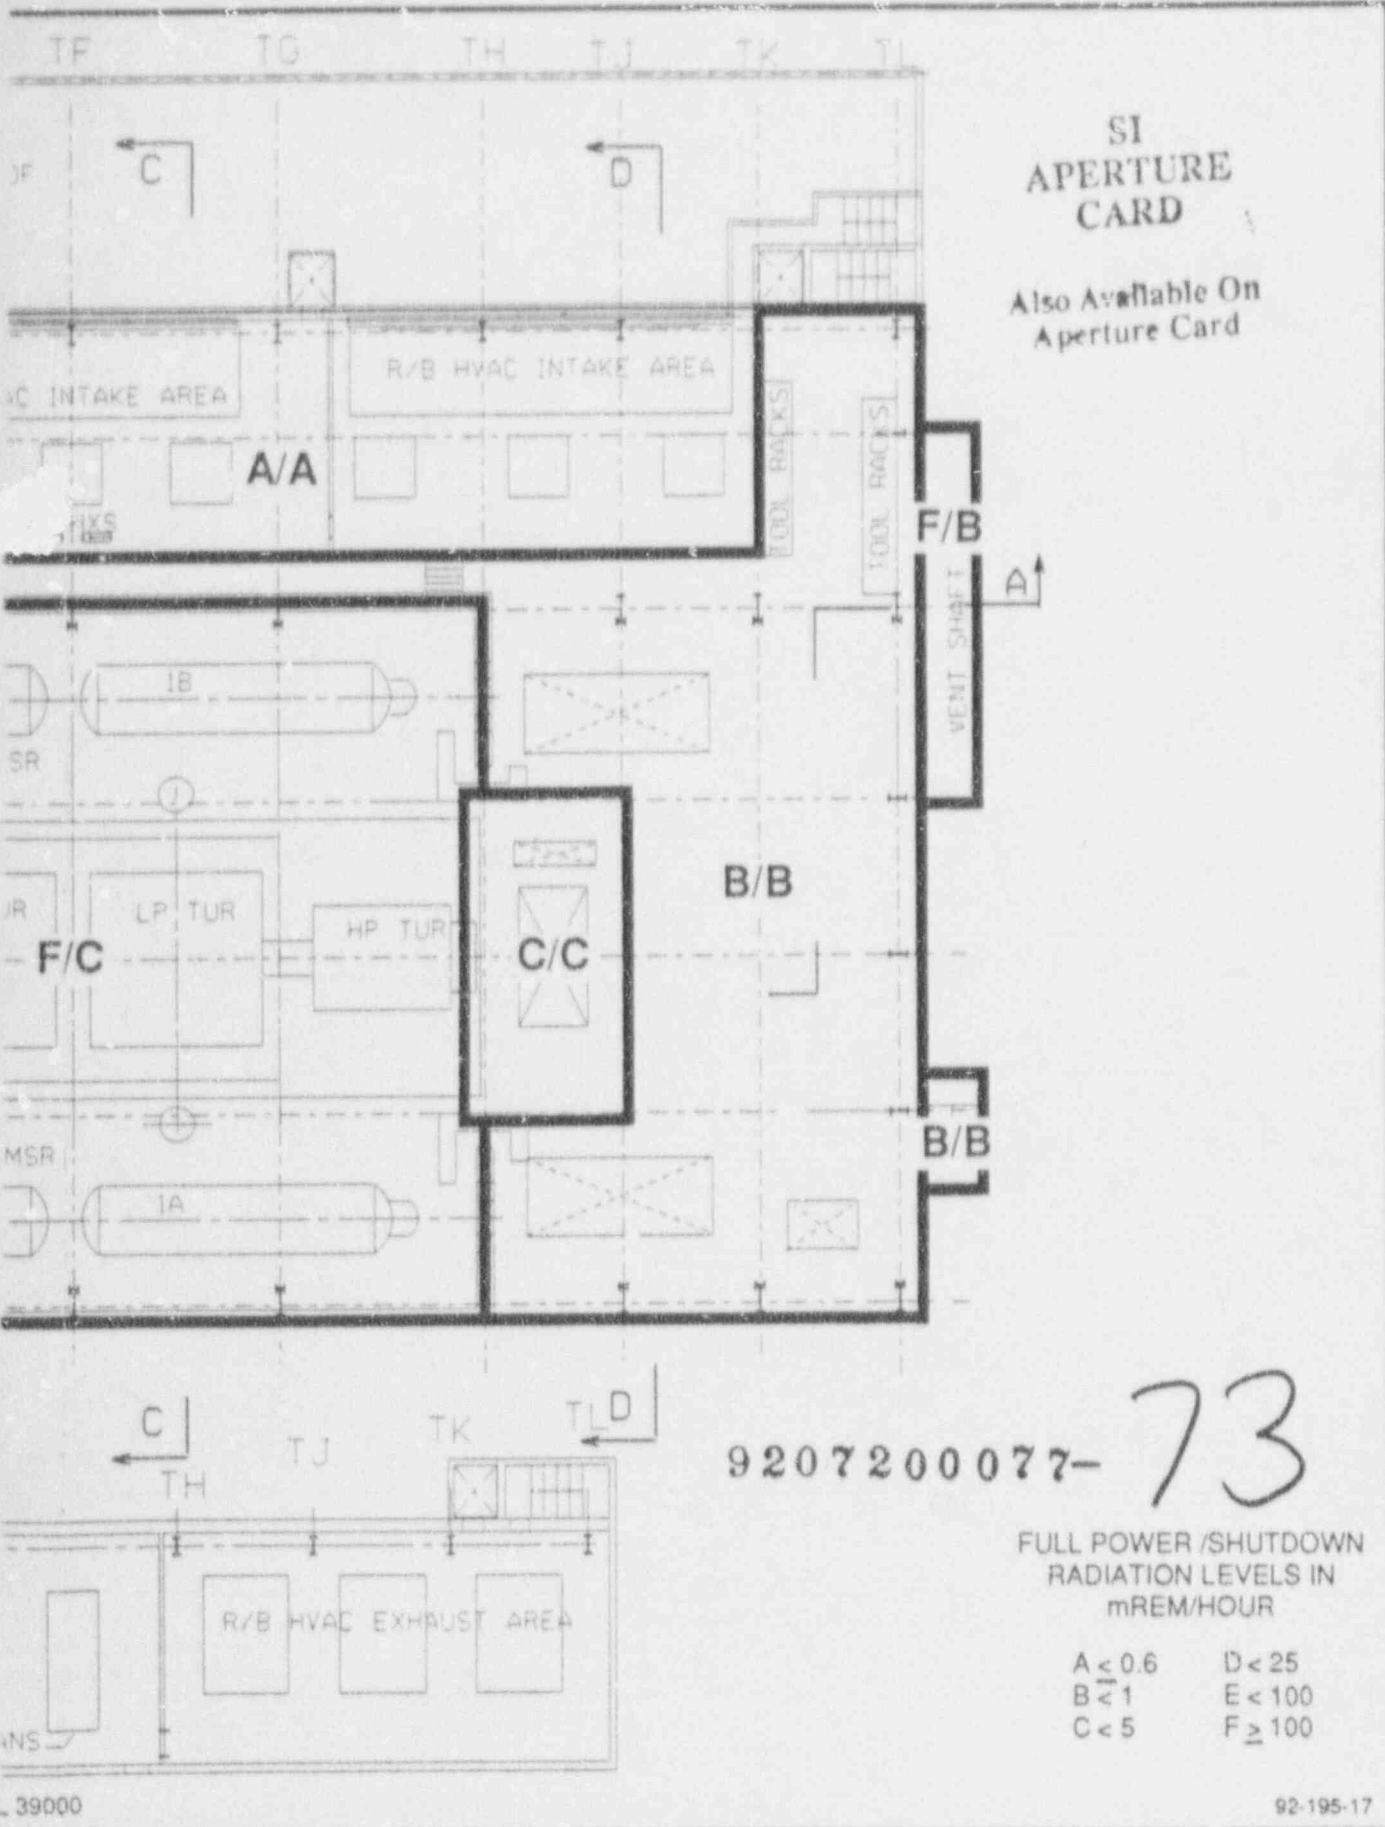 TF TG TH TJ TK TL
C
D
SI
APERTURE
CARD
Also Available On
Aperture Card
R/B HVAC INTAKE AREA
INTAKE AREA
TOOL RACKS
TOOL RACKS
A/A
F/B
A
VENT SHAFT
1B
B/B
LP TUR
HP TUR
F/C
C/C
B/B
MSR
1A
C
TH
TJ
TK
TL
D
9207200077-73
FULL POWER /SHUTDOWN
RADIATION LEVELS IN
mREM/HOUR
A ≤ 0.6 D < 25
B < 1 E < 100
C < 5 F ≥ 100
R/B HVAC EXHAUST AREA
39000
92-195-17